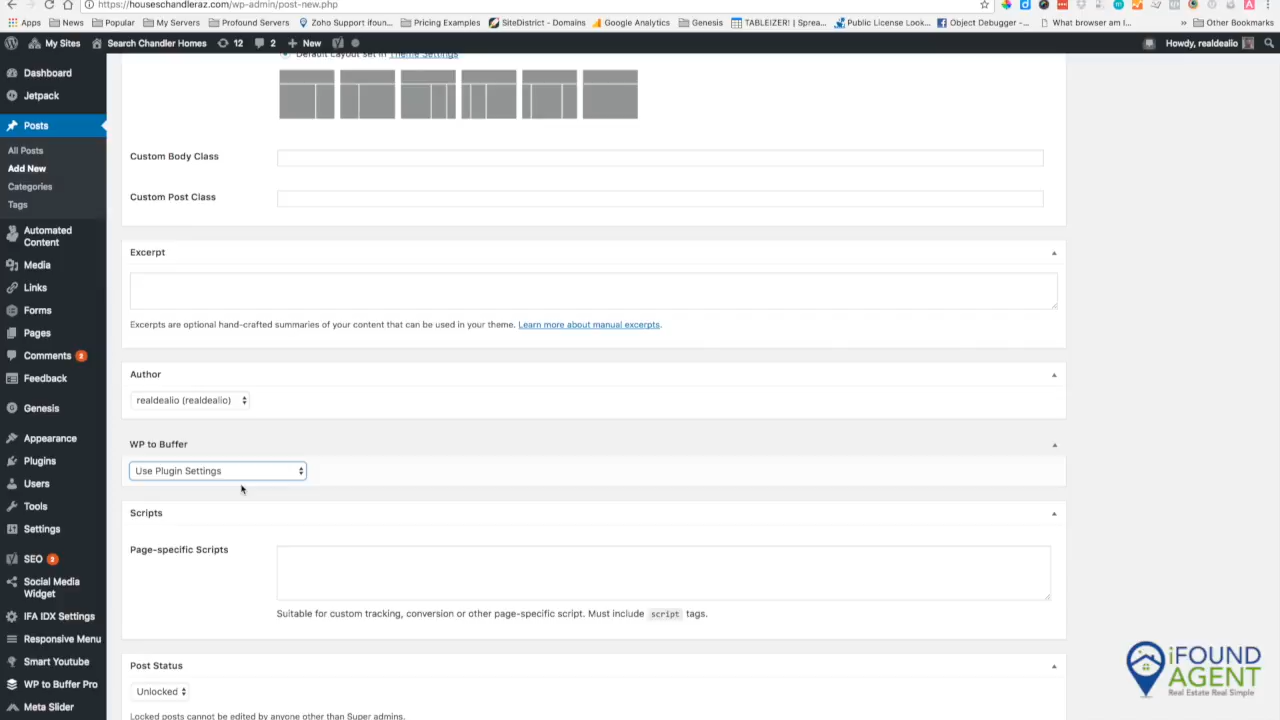 https://houseschandleraz.com/wp-admin/post-new.php
Apps News Popular My Servers Profound Servers Zoho Support ifoun... Pricing Examples SiteDistrict - Domains Google Analytics Genesis TABLEIZER! | Sprea... Public License Look... Object Debugger -... What browser am I... » Other Bookmarks
My Sites Search Chandler Homes 12 2 + New Howdy, realdealio
Dashboard
Jetpack
Posts
All Posts
Add New
Categories
Tags
Automated
Content
Media
Links
Forms
Pages
Comments 2
Feedback
Genesis
Appearance
Plugins
Users
Tools
Settings
SEO 2
Social Media
Widget
IFA IDX Settings
Responsive Menu
Smart Youtube
WP to Buffer Pro
Meta Slider
Default Layout set in Theme Settings
Custom Body Class
Custom Post Class
Excerpt
Excerpts are optional hand-crafted summaries of your content that can be used in your theme. Learn more about manual excerpts.
Author
realdealio (realdealio)
WP to Buffer
Use Plugin Settings
Scripts
Page-specific Scripts
Suitable for custom tracking, conversion or other page-specific script. Must include script tags.
Post Status
Unlocked
Locked posts cannot be edited by anyone other than Super admins.
iFOUND
AGENT
Real Estate Real Simple